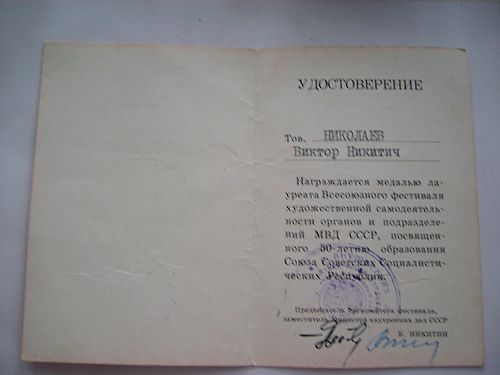 УДОСТОВЕРЕНИЕ
Тов. НИКОЛАЕВ
Виктор Никитич
Награждается медалью ла-
уреата Всесоюзного фестиваля
художественной самодеятель-
ности органов и подразделе-
ний МВД СССР, посвящен-
ного 50-летию образования
Союза Советских Социалисти-
ческих Республик.
Председатель Оргкомитета фестиваля,
заместитель Министра внутренних дел СССР
К. НИКИТИН